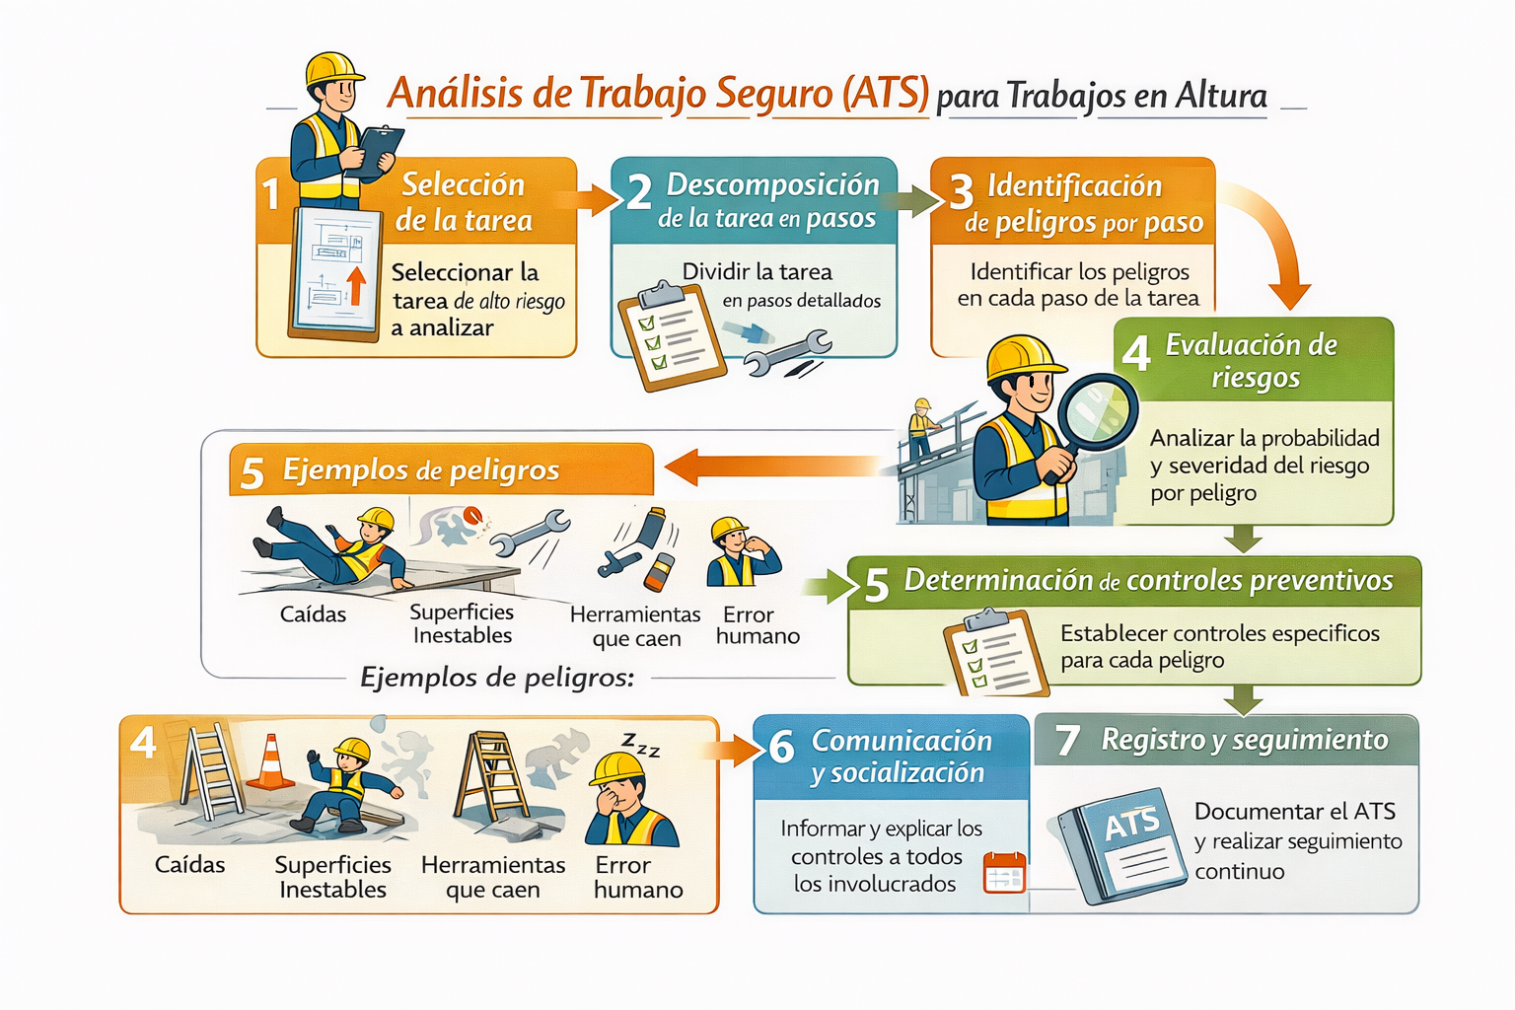 Análisis de Trabajo Seguro (ATS) para Trabajos en Altura
1
Selección
de la tarea
Seleccionar la
tarea de alto riesgo
a analizar
2 Descomposición
de la tarea en pasos
Dividir la tarea
en pasos detallados
3 Identificación
de peligros por paso
Identificar los peligros
en cada paso de la tarea
4 Evaluación de
riesgos
Analizar la probabilidad
y severidad del riesgo
por peligro
5 Ejemplos de peligros
Caídas
Superficies
Inestables
Herramientas
que caen
Error
humano
Ejemplos de peligros:
5 Determinación de controles preventivos
Establecer controles especificos
para cada peligro
4
Zzz
Caídas
Superficies
Inestables
Herramientas
que caen
Error
humano
6 Comunicación
y socialización
Informar y explicar los
controles a todos
los involucrados
7 Registro y seguimiento
ATS
Documentar el ATS
y realizar seguimiento
continuo